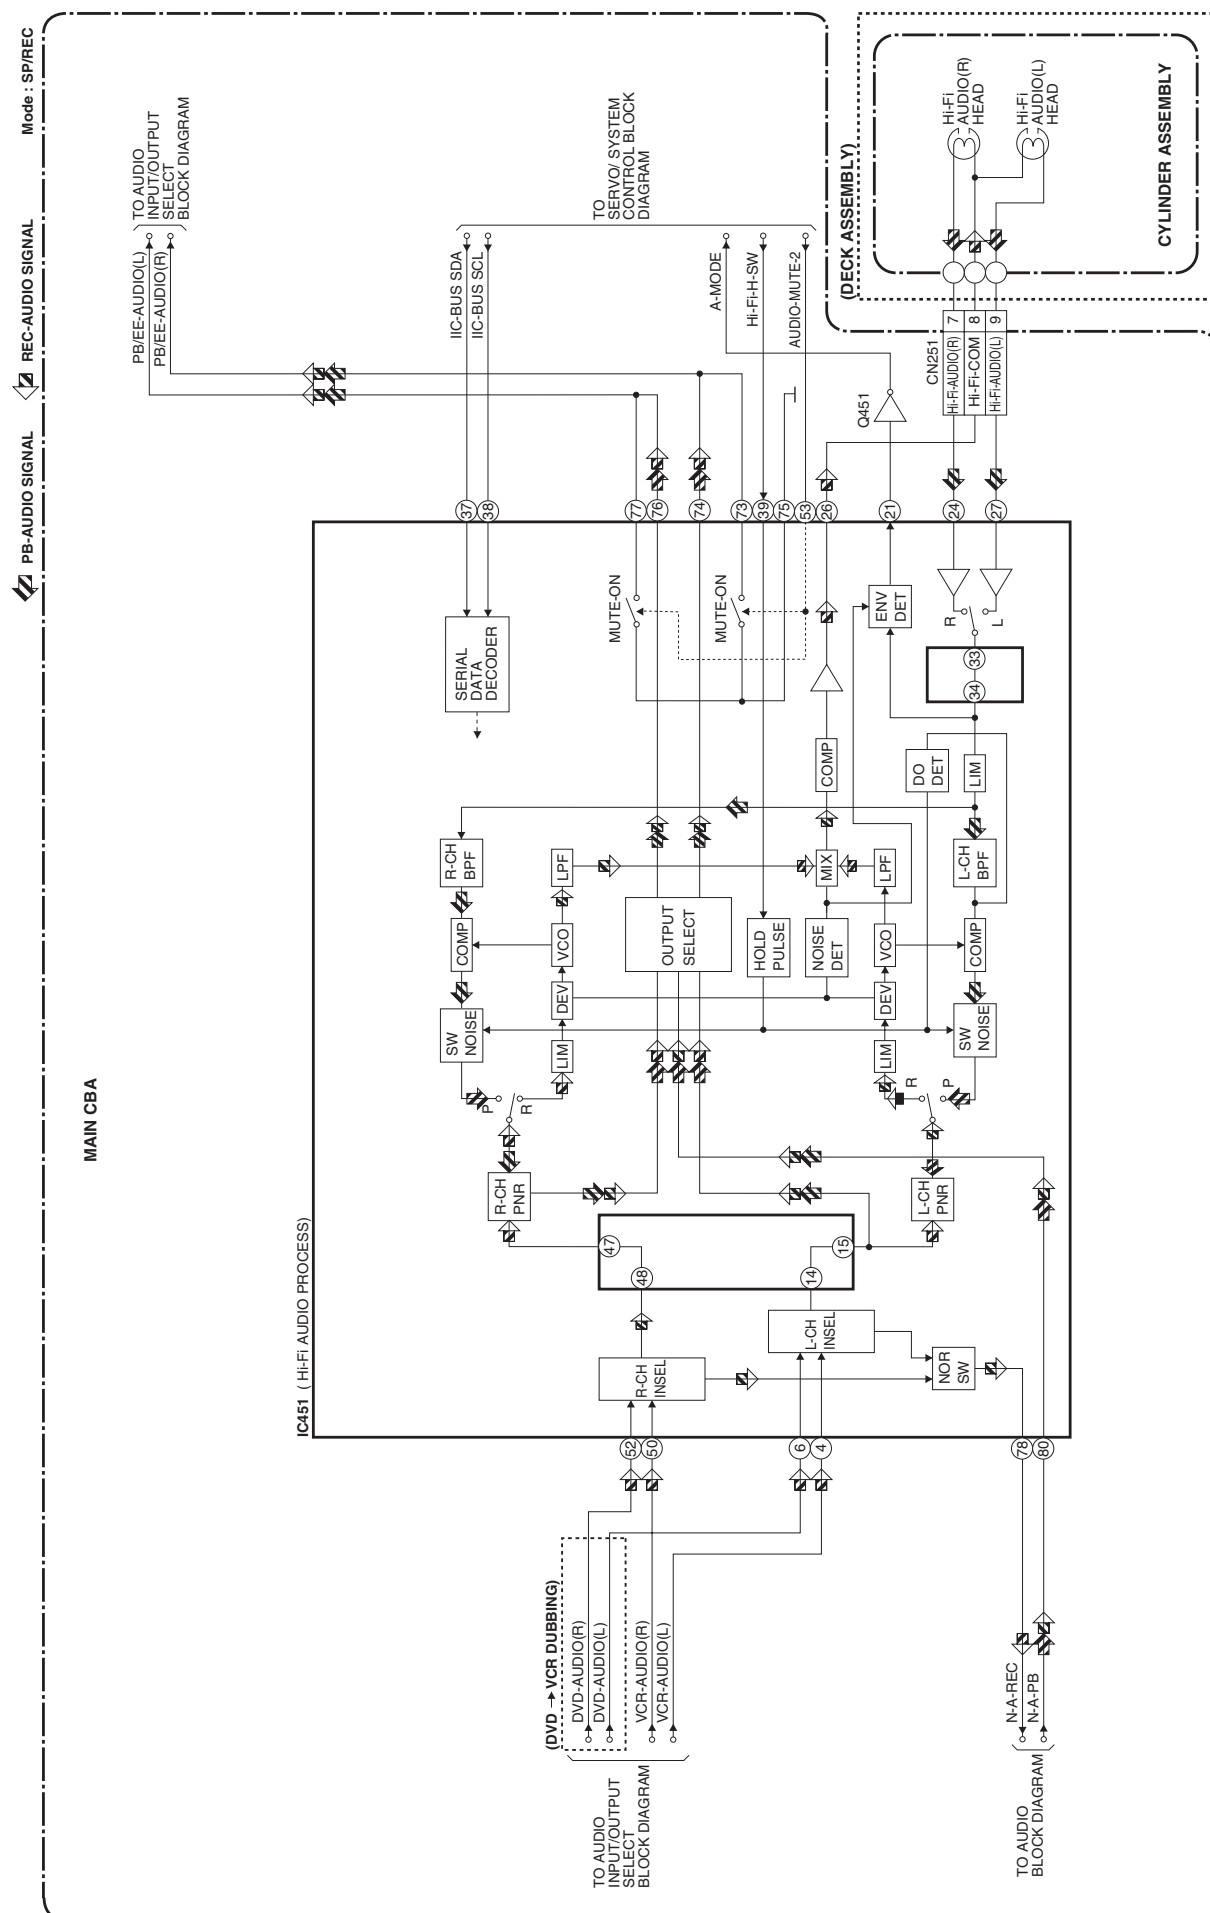 Mode : SP/REC
REC-AUDIO SIGNAL
PB-AUDIO SIGNAL
MAIN CBA
TO AUDIO
INPUT/OUTPUT
SELECT
BLOCK DIAGRAM
PB/EE-AUDIO(L)
PB/EE-AUDIO(R)
TO
SERVO/ SYSTEM
CONTROL BLOCK
DIAGRAM
IIC-BUS SDA
IIC-BUS SCL
A-MODE
Hi-Fi-H-SW
AUDIO-MUTE-2
(DECK ASSEMBLY)
CYLINDER ASSEMBLY
Hi-Fi
AUDIO(R)
HEAD
Hi-Fi
AUDIO(L)
HEAD
CN251
Hi-Fi-AUDIO(R) 7
Hi-Fi-COM 8
Hi-Fi-AUDIO(L) 9
Q451
37
38
77
76
74
73
39
75
53
26
21
24
27
SERIAL
DATA
DECODER
MUTE-ON
MUTE-ON
ENV
DET
R
L
33
34
COMP
DO
DET
LIM
R-CH
BPF
LPF
MIX
LPF
L-CH
BPF
COMP
VCO
OUTPUT
SELECT
HOLD
PULSE
NOISE
DET
VCO
COMP
DEV
DEV
SW
NOISE
LIM
LIM
SW
NOISE
P
R
R
P
R-CH
PNR
L-CH
PNR
47
48
15
14
R-CH
INSEL
L-CH
INSEL
NOR
SW
IC451 ( Hi-Fi AUDIO PROCESS)
52
50
6
4
78
80
(DVD → VCR DUBBING)
DVD-AUDIO(R)
DVD-AUDIO(L)
VCR-AUDIO(R)
VCR-AUDIO(L)
N-A-REC
N-A-PB
TO AUDIO
INPUT/OUTPUT
SELECT
BLOCK DIAGRAM
TO AUDIO
BLOCK DIAGRAM